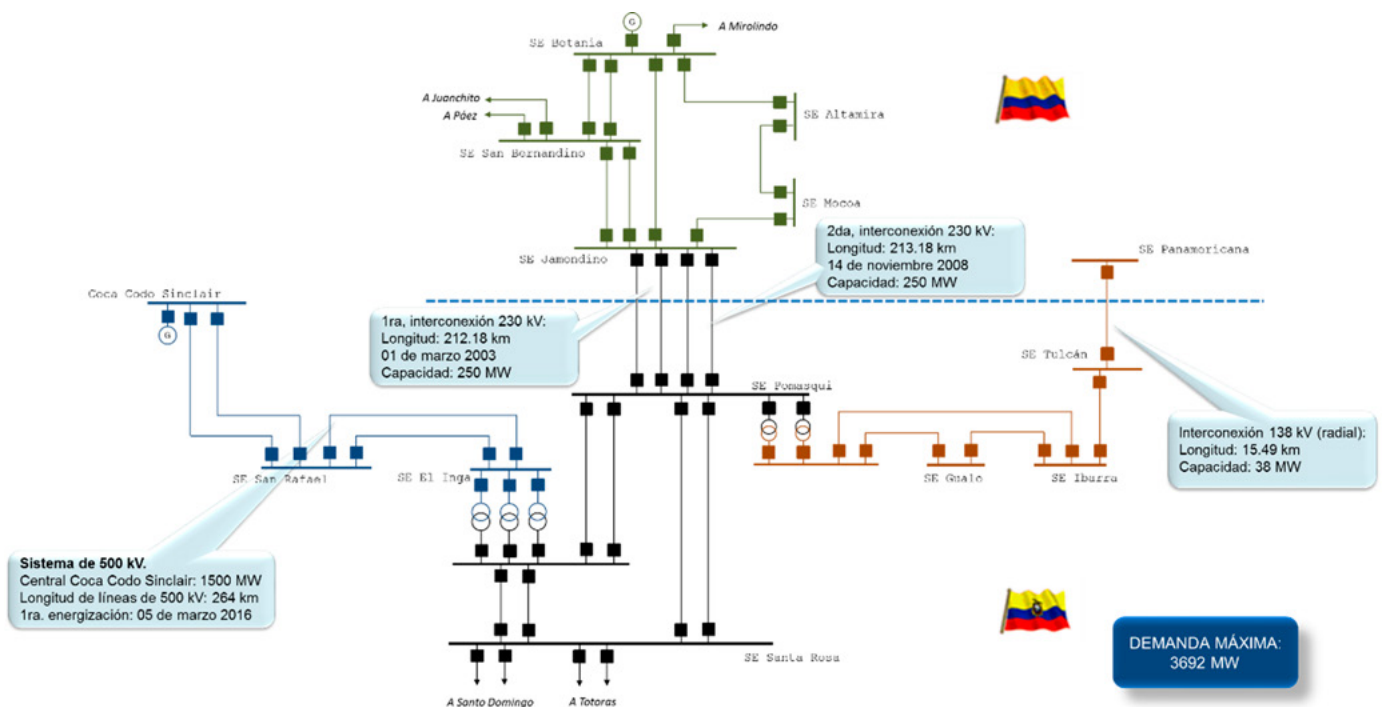 A Mirolindo
G
SE Botania
A Juanchito
A Páez
SE Altamira
SE San Bernandino
SE Mocoa
2da, interconexión 230 kV:
Longitud: 213.18 km
14 de noviembre 2008
Capacidad: 250 MW
SE Jamondino
SE Panamericana
Coca Codo Sinclair
G
1ra, interconexión 230 kV:
Longitud: 212.18 km
01 de marzo 2003
Capacidad: 250 MW
SE Tulcán
SE Pomasqui
Interconexión 138 kV (radial):
Longitud: 15.49 km
Capacidad: 38 MW
SE San Rafael
SE El Inga
SE Gualo
SE Ibarra
Sistema de 500 kV.
Central Coca Codo Sinclair: 1500 MW
Longitud de líneas de 500 kV: 264 km
1ra. energización: 05 de marzo 2016
DEMANDA MÁXIMA:
3692 MW
SE Santa Rosa
A Santo Domingo
A Totoras